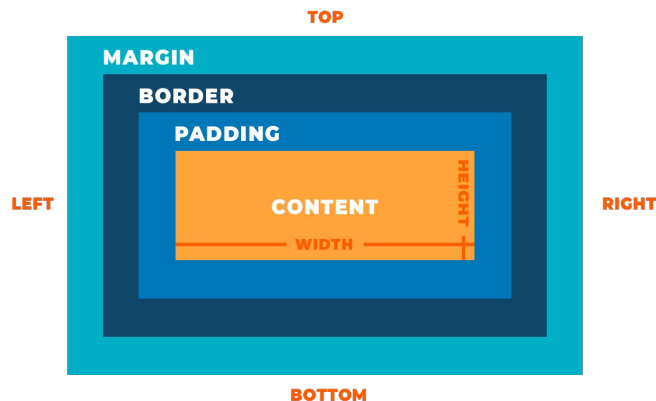 TOP
MARGIN
BORDER
PADDING
HEIGHT
LEFT
CONTENT
RIGHT
WIDTH
BOTTOM